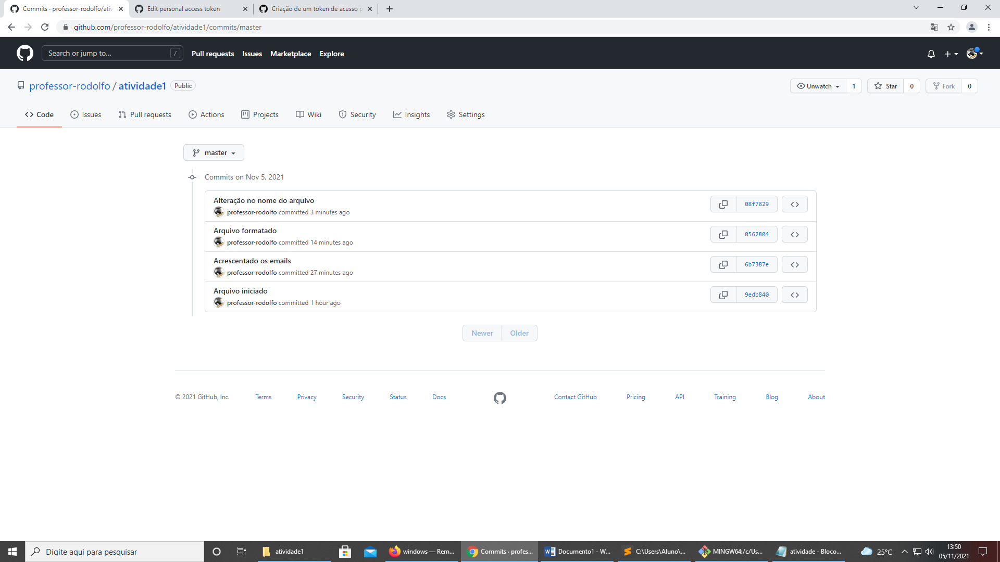 Commits · professor-rodolfo/ativ
Edit personal access token
Criação de um token de acesso p
github.com/professor-rodolfo/atividade1/commits/master
Search or jump to...
/
Pull requests
Issues
Marketplace
Explore
professor-rodolfo / atividade1
Public
Unwatch
1
Star
0
Fork
0
Code
Issues
Pull requests
Actions
Projects
Wiki
Security
Insights
Settings
master
Commits on Nov 5, 2021
Alteração no nome do arquivo
professor-rodolfo committed 3 minutes ago
08f7829
Arquivo formatado
professor-rodolfo committed 14 minutes ago
0562804
Acrescentado os emails
professor-rodolfo committed 27 minutes ago
6b7387e
Arquivo iniciado
professor-rodolfo committed 1 hour ago
9edb840
Newer
Older
© 2021 GitHub, Inc.
Terms
Privacy
Security
Status
Docs
Contact GitHub
Pricing
API
Training
Blog
About
Digite aqui para pesquisar
atividade1
windows — Rem...
Commits · profes...
Documento1 - W...
C:\Users\Aluno\...
MINGW64:/c/Us...
atividade - Bloco...
25°C
13:50
05/11/2021